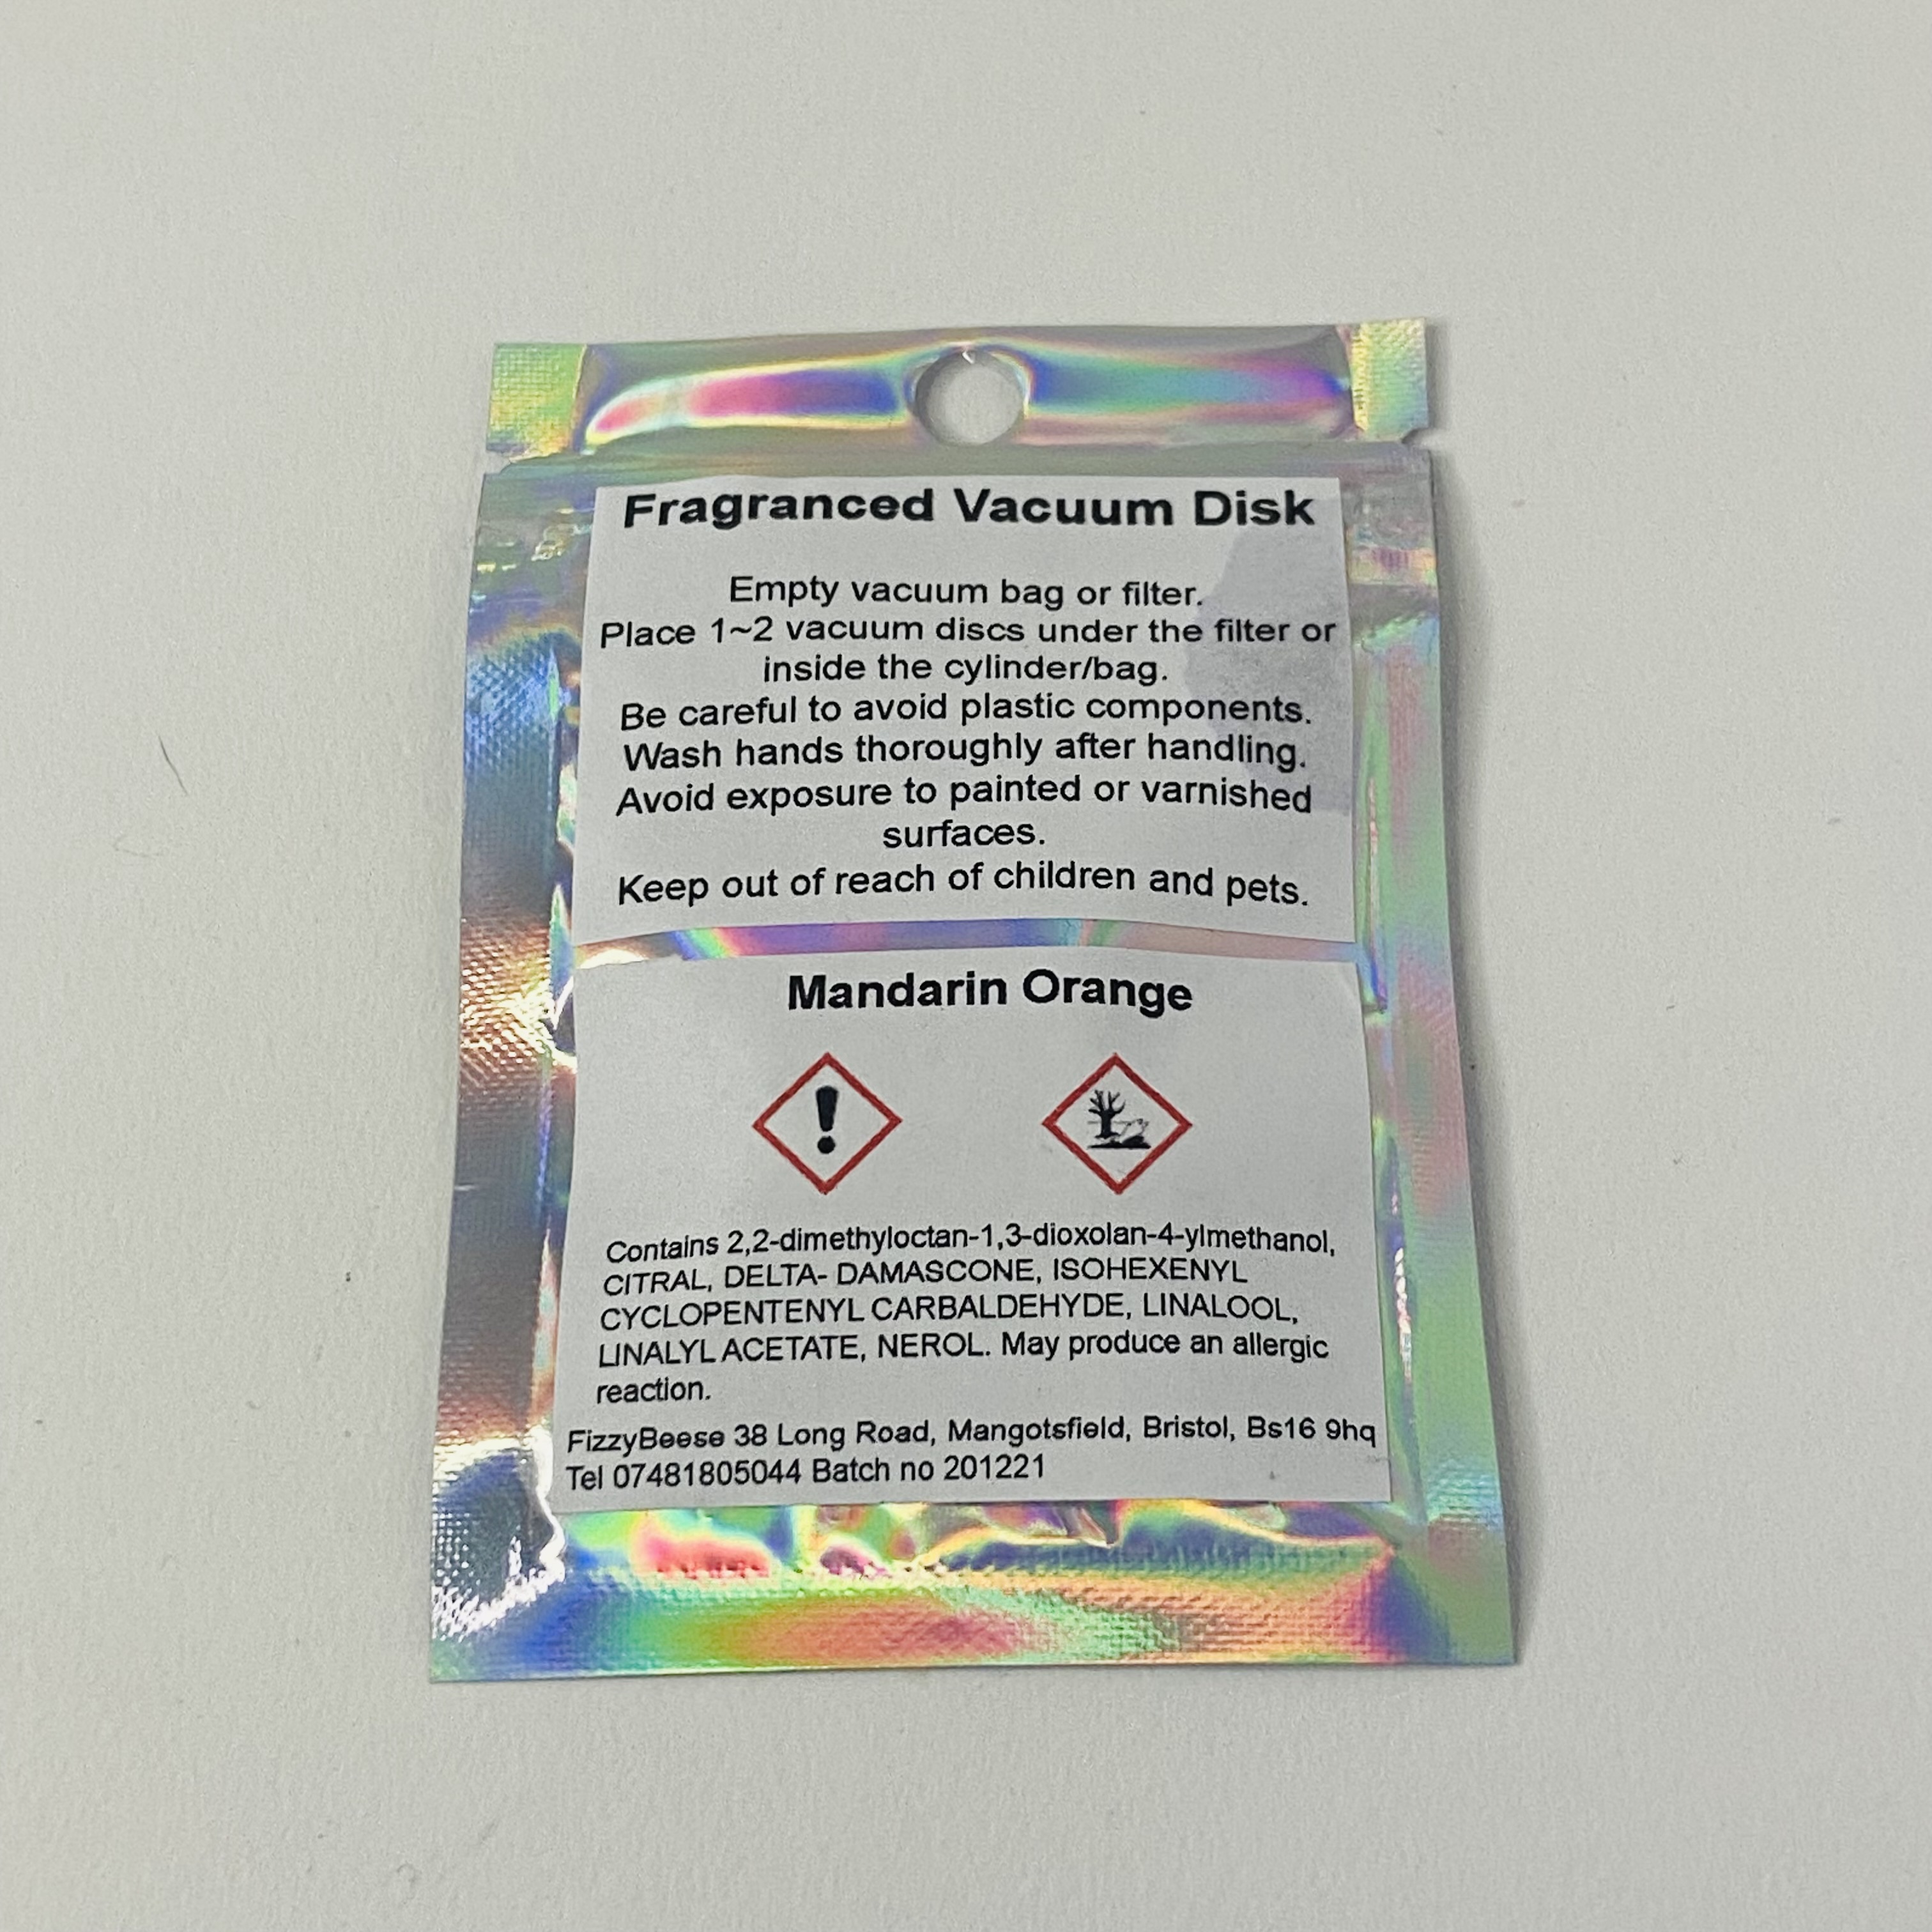 Fragranced Vacuum Disk
Empty vacuum bag or filter.
Place 1~2 vacuum discs under the filter or
inside the cylinder/bag.
Be careful to avoid plastic components.
Wash hands thoroughly after handling.
Avoid exposure to painted or varnished
surfaces.
Keep out of reach of children and pets.
Mandarin Orange
Contains 2,2-dimethyloctan-1,3-dioxolan-4-ylmethanol,
CITRAL, DELTA- DAMASCONE, ISOHEXENYL
CYCLOPENTENYL CARBALDEHYDE, LINALOOL,
LINALYL ACETATE, NEROL. May produce an allergic
reaction.
FizzyBeese 38 Long Road, Mangotsfield, Bristol, Bs16 9hq
Tel 07481805044 Batch no 201221